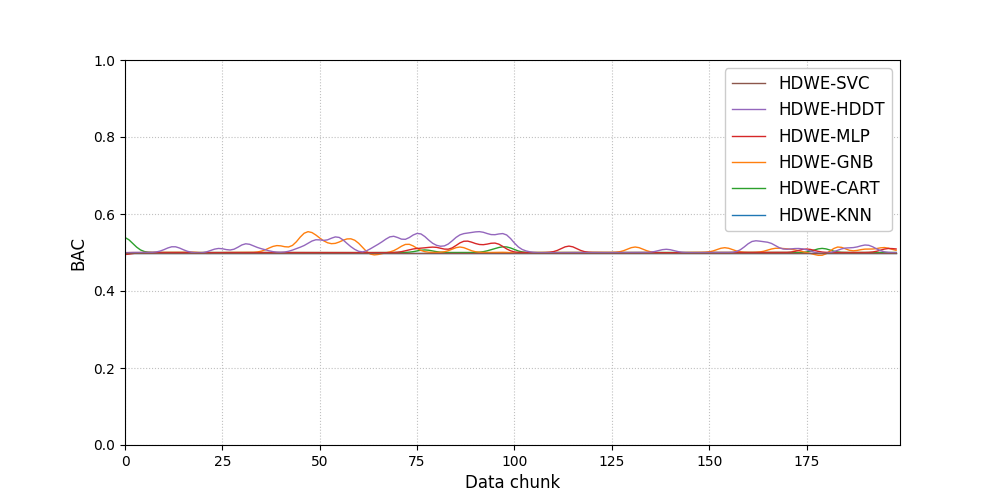 1.0
0.8
0.6
0.4
0.2
0.0
BAC
HDWE-SVC
HDWE-HDDT
HDWE-MLP
HDWE-GNB
HDWE-CART
HDWE-KNN
0 25 50 75 100 125 150 175
Data chunk